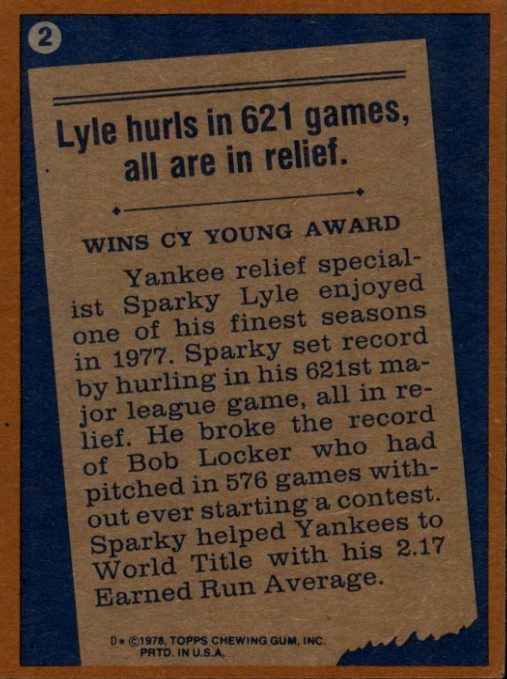 2
Lyle hurls in 621 games,
all are in relief.
WINS CY YOUNG AWARD
Yankee relief special-
ist Sparky Lyle enjoyed
one of his finest seasons
in 1977. Sparky set record
by hurling in his 621st ma-
jor league game, all in re-
lief. He broke the record
of Bob Locker who had
pitched in 576 games with-
out ever starting a contest.
Sparky helped Yankees to
World Title with his 2.17
Earned Run Average.
D* ©1978, TOPPS CHEWING GUM, INC.
PRTD. IN U.S.A.